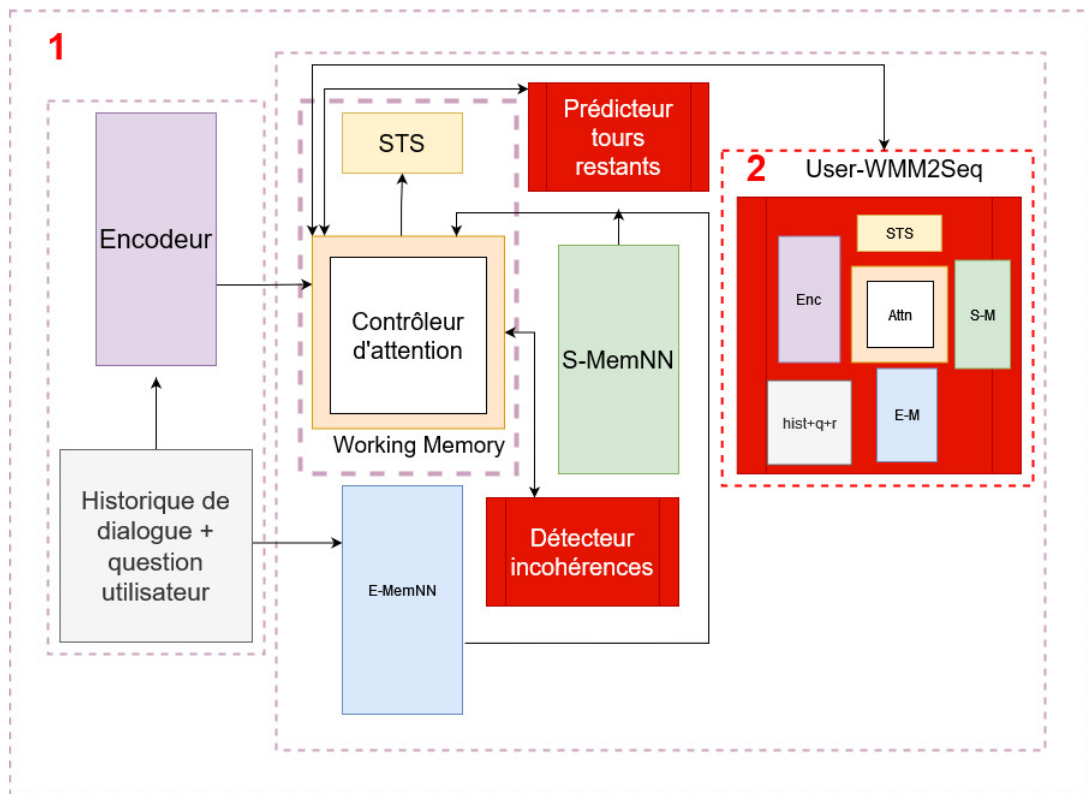 1
Encodeur
Historique de
dialogue +
question
utilisateur
STS
Contrôleur
d'attention
Working Memory
E-MemNN
Prédicteur
tours
restants
S-MemNN
Détecteur
incohérences
2
User-WMM2Seq
STS
Enc
Attn
S-M
hist+q+r
E-M